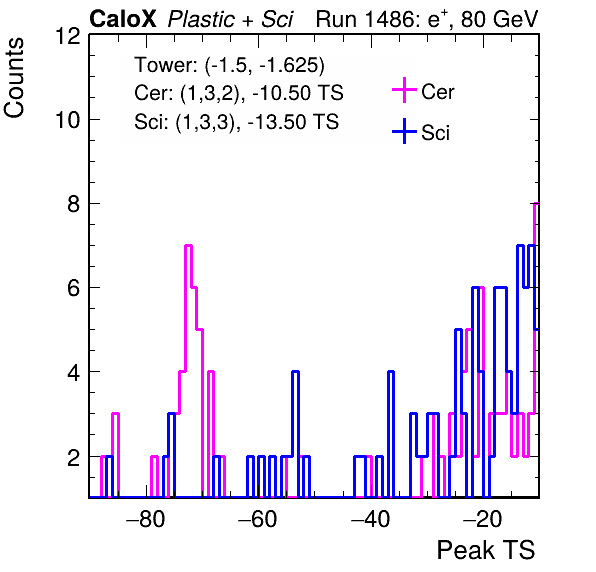 CaloX Plastic + Sci Run 1486: e⁺, 80 GeV
Tower: (-1.5, -1.625)
Cer: (1,3,2), -10.50 TS
Sci: (1,3,3), -13.50 TS
Cer
Sci
Counts
12
10
8
6
4
2
−80 −60 −40 −20
Peak TS